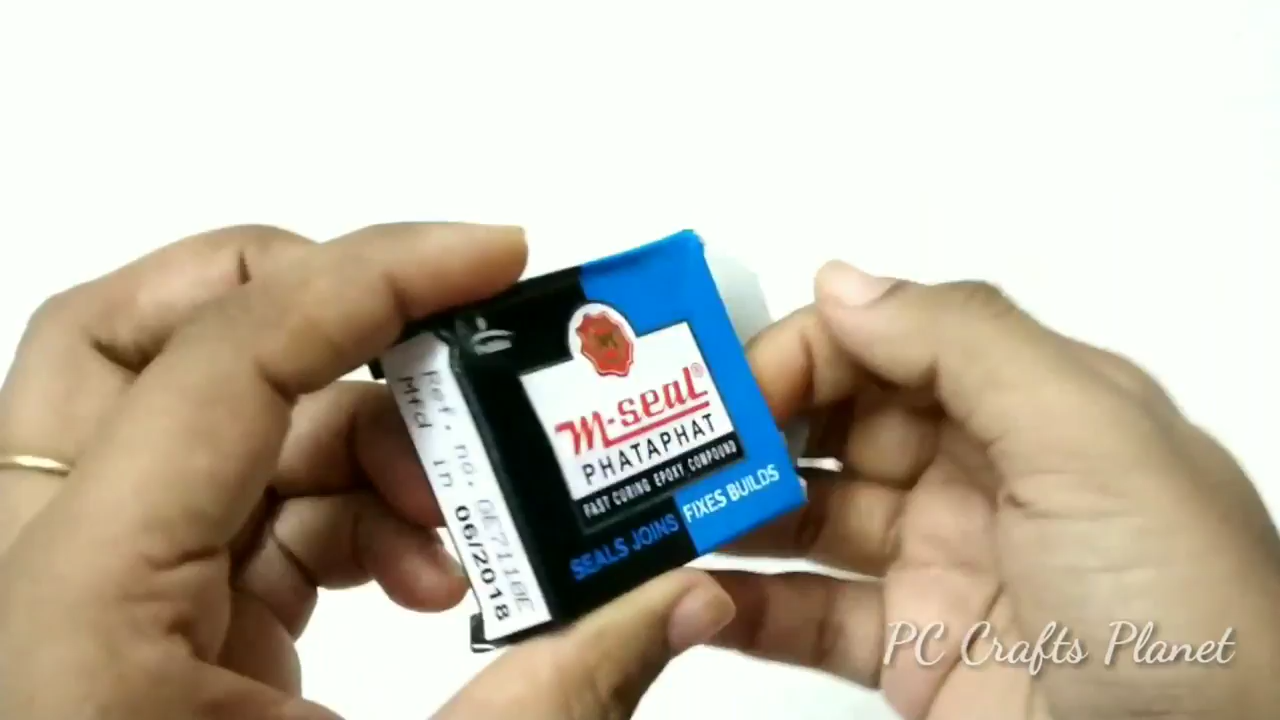 m-seal®
PHATAPHAT
FAST CURING EPOXY COMPOUND
SEALS JOINS FIXES BUILDS
Ref. no. GE7118E
Mfd in 06/2018
PC Crafts Planet